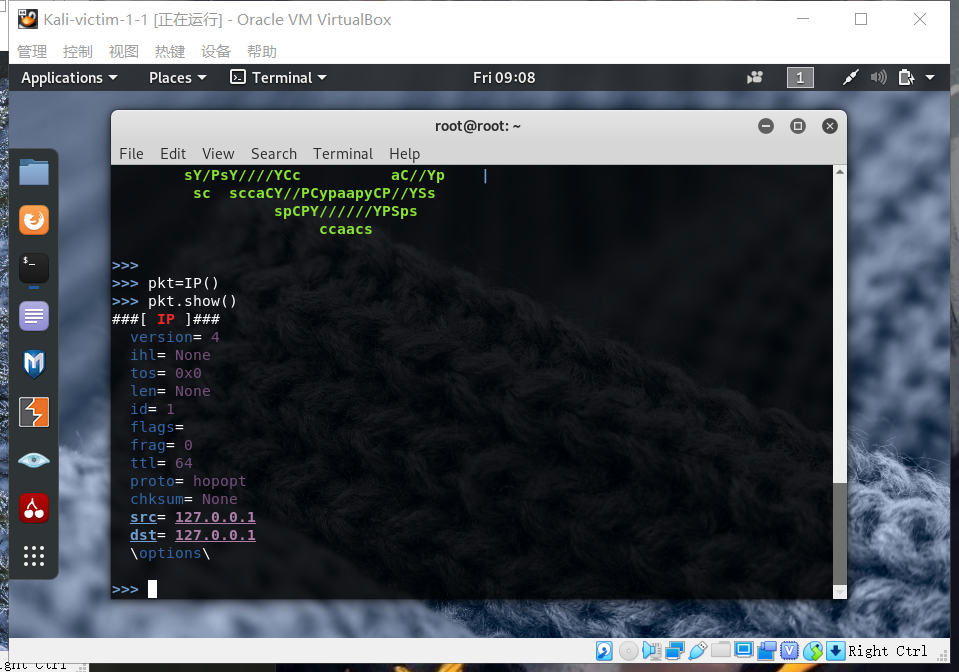 Kali-victim-1-1 [正在运行] - Oracle VM VirtualBox
管理 控制 视图 热键 设备 帮助
Applications Places Terminal Fri 09:08 1
root@root: ~
File Edit View Search Terminal Help
sY/PsY////YCc aC//Yp |
sc sccaCY//PCypaapyCP//YSs
spCPY//////YPSps
ccaacs
>>>
>>> pkt=IP()
>>> pkt.show()
###[ IP ]###
version= 4
ihl= None
tos= 0x0
len= None
id= 1
flags=
frag= 0
ttl= 64
proto= hopopt
chksum= None
src= 127.0.0.1
dst= 127.0.0.1
\options\
>>>
$_
Right Ctrl
ight Ctrl